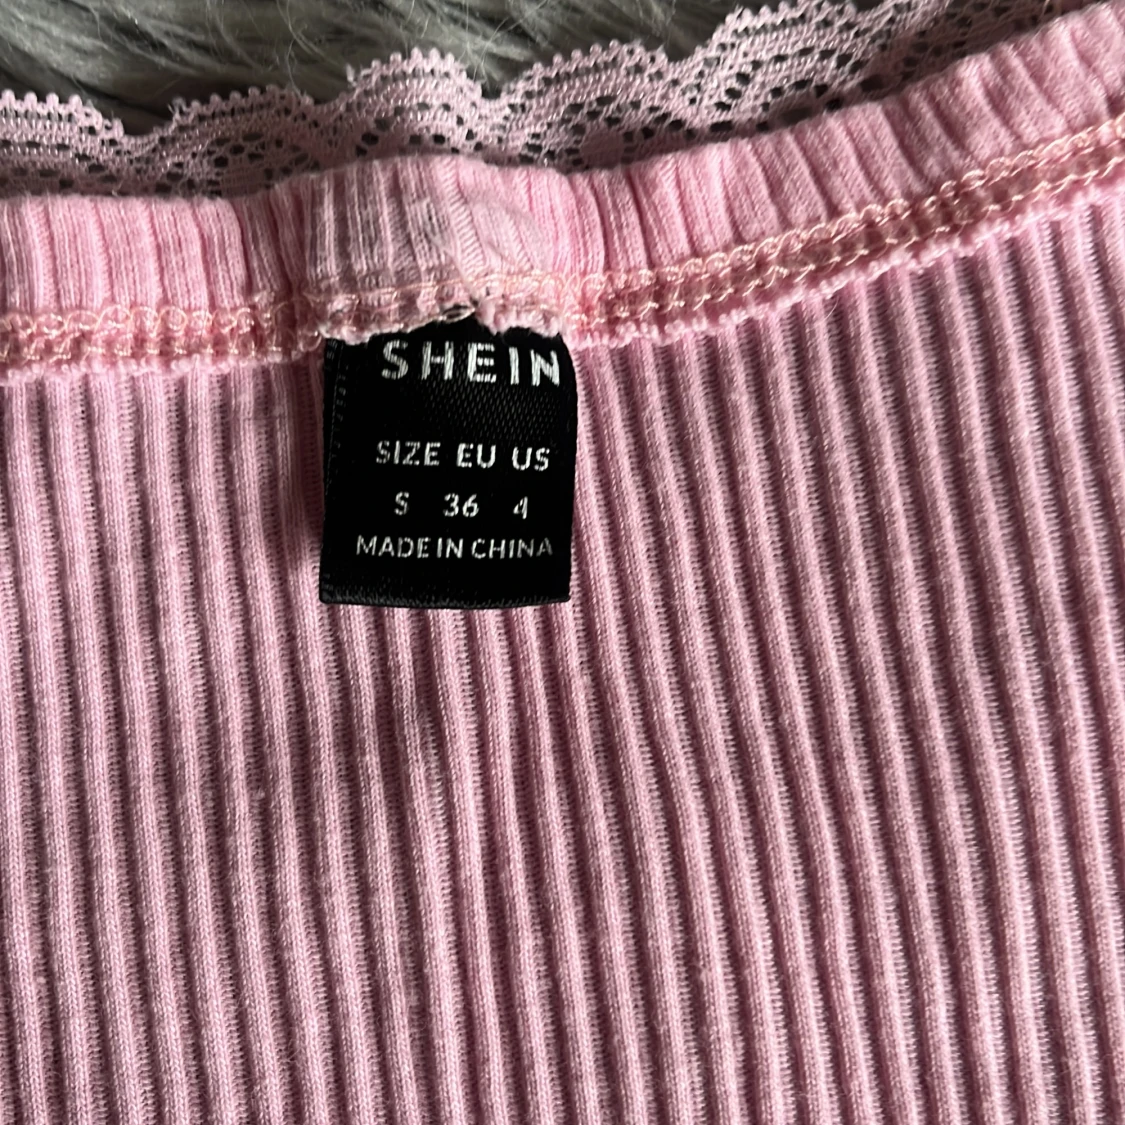 SHEIN
SIZE EU US
S 36 4
MADE IN CHINA